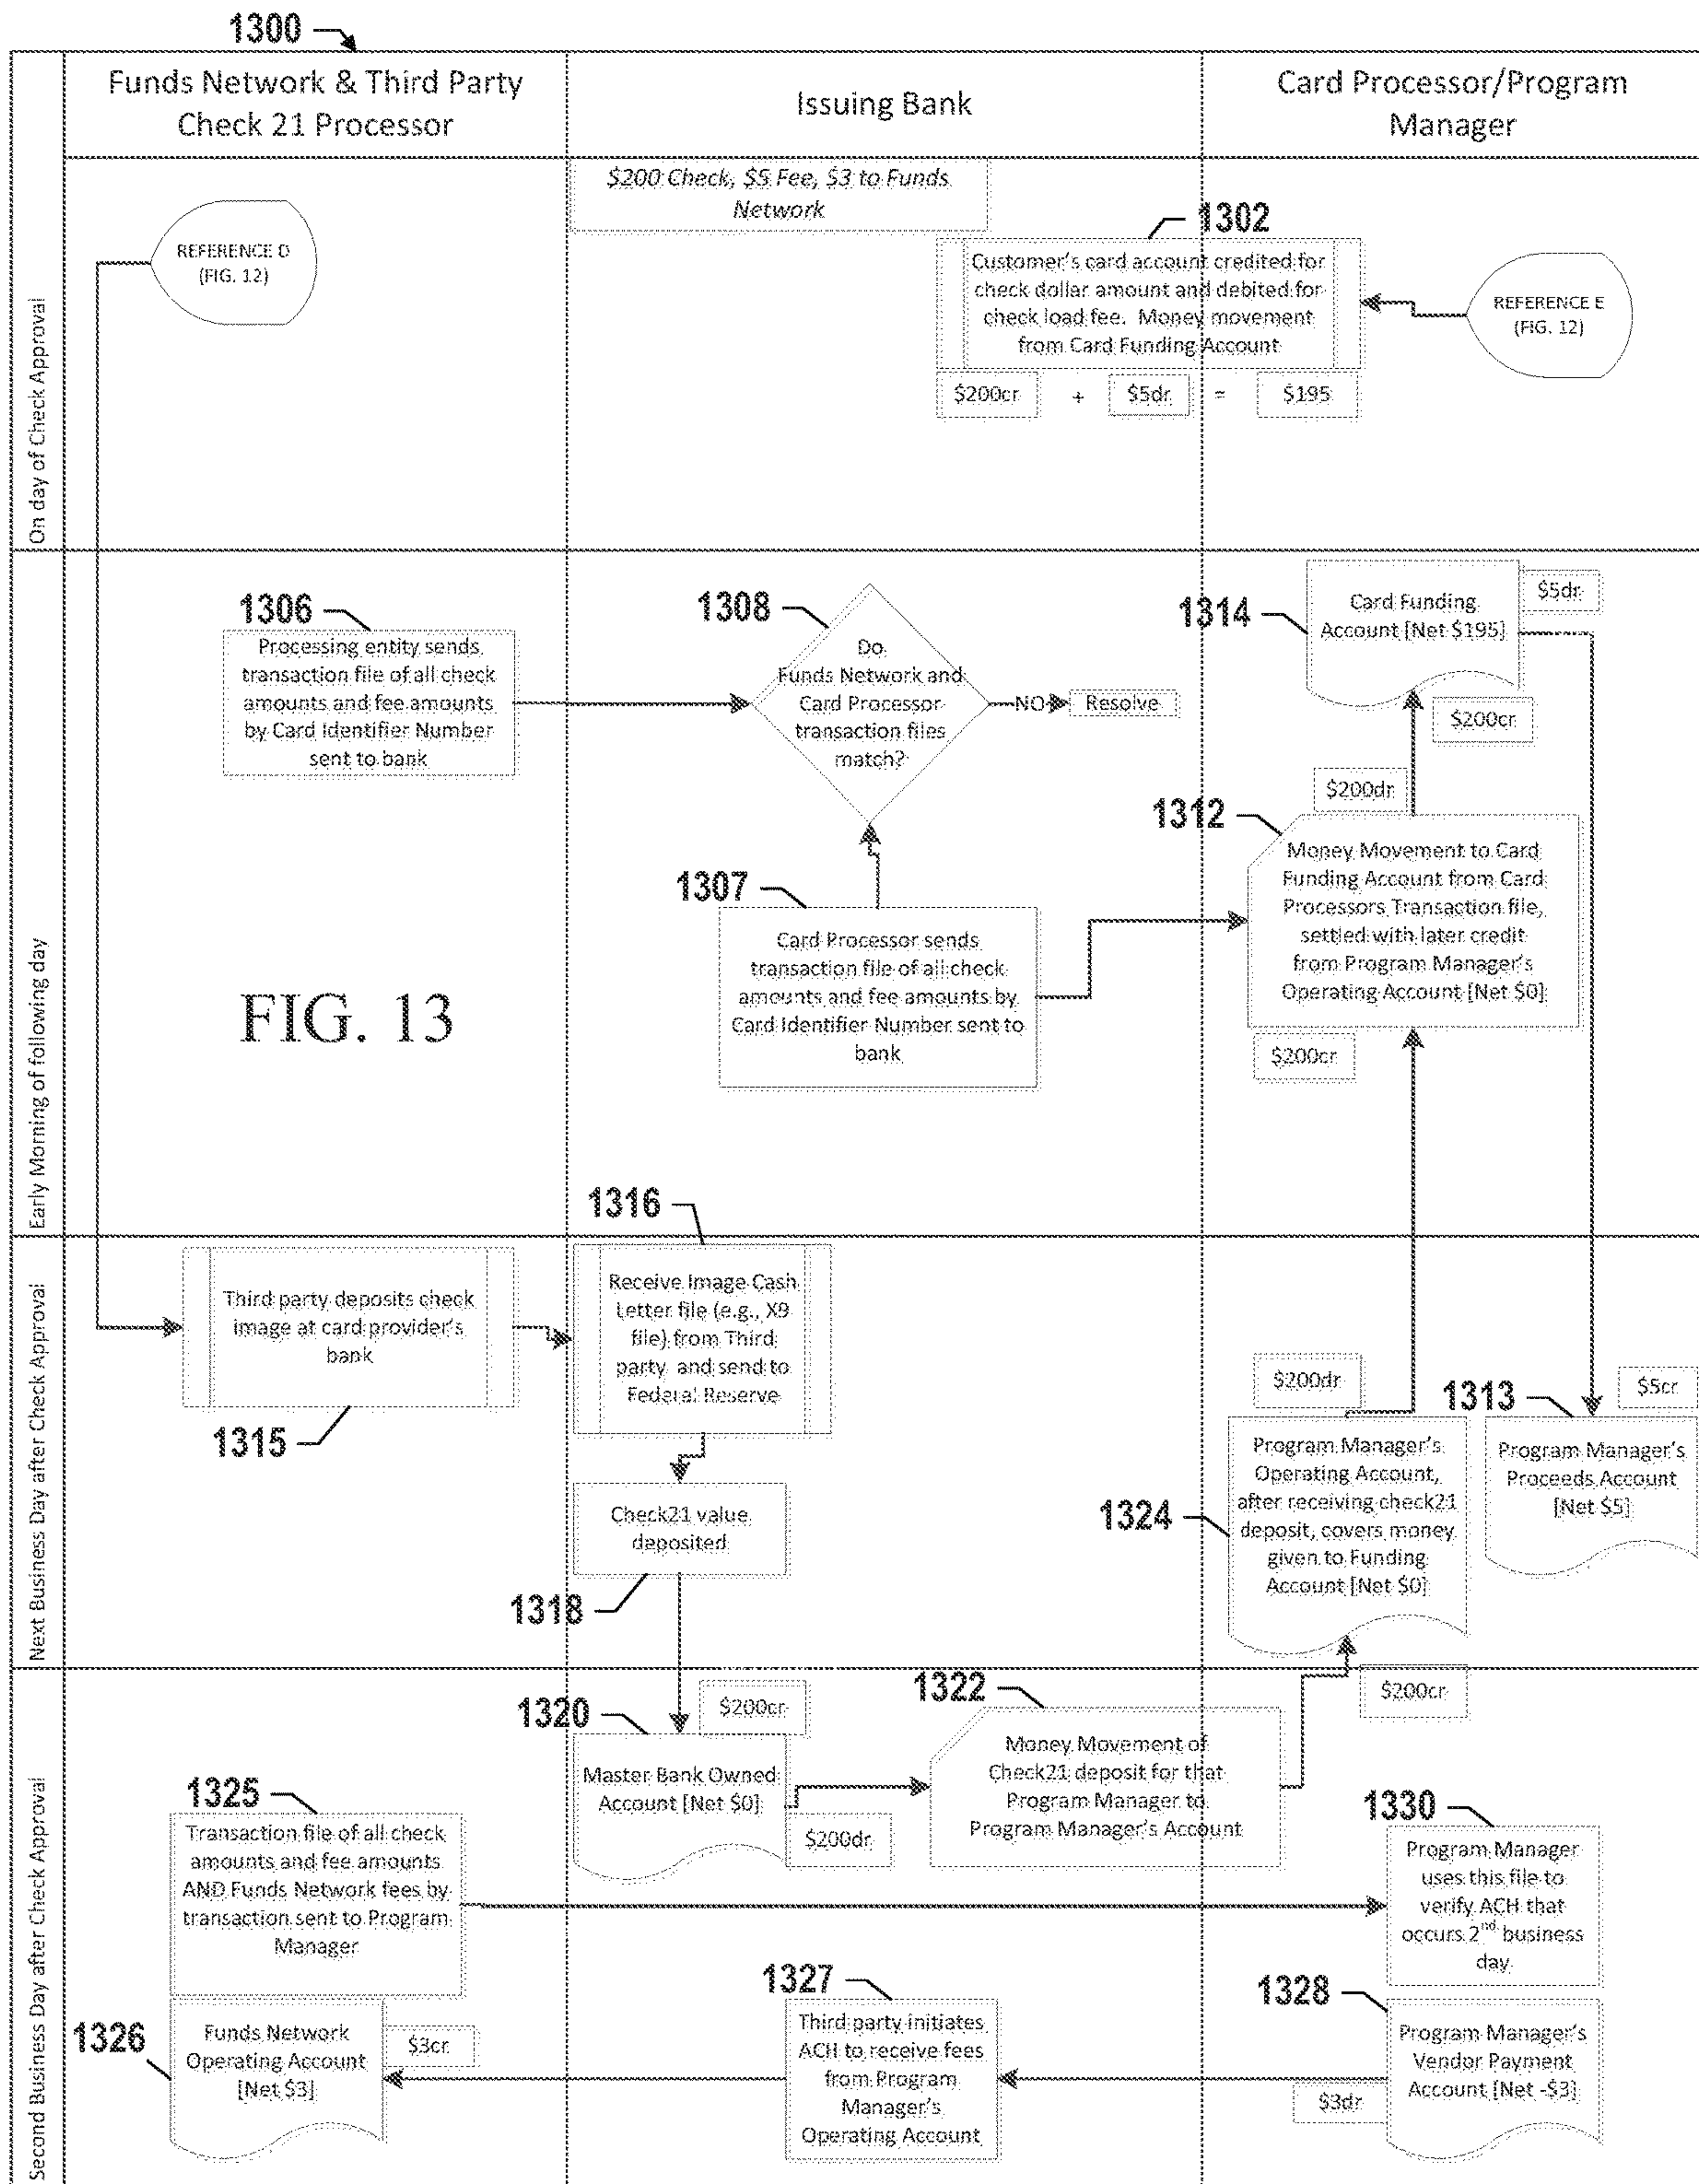 1300
Funds Network & Third Party
Check 21 Processor
Issuing Bank
Card Processor/Program
Manager
On day of Check Approval
$200 Check, $5 Fee, $3 to Funds
Network
REFERENCE D
(FIG. 12)
1302
Customer's card account credited for
check dollar amount and debited for
check load fee. Money movement
from Card Funding Account
$200cr + $5dr = $195
REFERENCE E
(FIG. 12)
Early Morning of following day
1306
Processing entity sends
transaction file of all check
amounts and fee amounts
by Card Identifier Number
sent to bank
1308
Do
Funds Network and
Card Processor
transaction files
match?
NO
Resolve
1314
Card Funding
Account [Net $195]
$5dr
$200cr
$200dr
1312
Money Movement to Card
Funding Account from Card
Processors Transaction file,
settled with later credit
from Program Manager's
Operating Account [Net $0]
$200cr
1307
Card Processor sends
transaction file of all check
amounts and fee amounts by
Card Identifier Number sent to
bank
FIG. 13
Next Business Day after Check Approval
Third party deposits check
image at card provider's
bank
1315
1316
Receive Image Cash
Letter file (e.g., X9
file) from Third
party and send to
Federal Reserve
Check21 value
deposited
1318
$200dr
1324
Program Manager's
Operating Account,
after receiving check21
deposit, covers money
given to Funding
Account [Net $0]
1313
$5cr
Program Manager's
Proceeds Account
[Net $5]
Second Business Day after Check Approval
1320
$200cr
Master Bank Owned
Account [Net $0]
$200dr
1322
Money Movement of
Check21 deposit for that
Program Manager to
Program Manager's Account
$200cr
1325
Transaction file of all check
amounts and fee amounts
AND Funds Network fees by
transaction sent to Program
Manager
1330
Program Manager
uses this file to
verify ACH that
occurs 2nd business
day
1326
Funds Network
Operating Account
[Net $3]
$3cr
1327
Third party initiates
ACH to receive fees
from Program
Manager's
Operating Account
1328
Program Manager's
Vendor Payment
Account [Net -$3]
$3dr